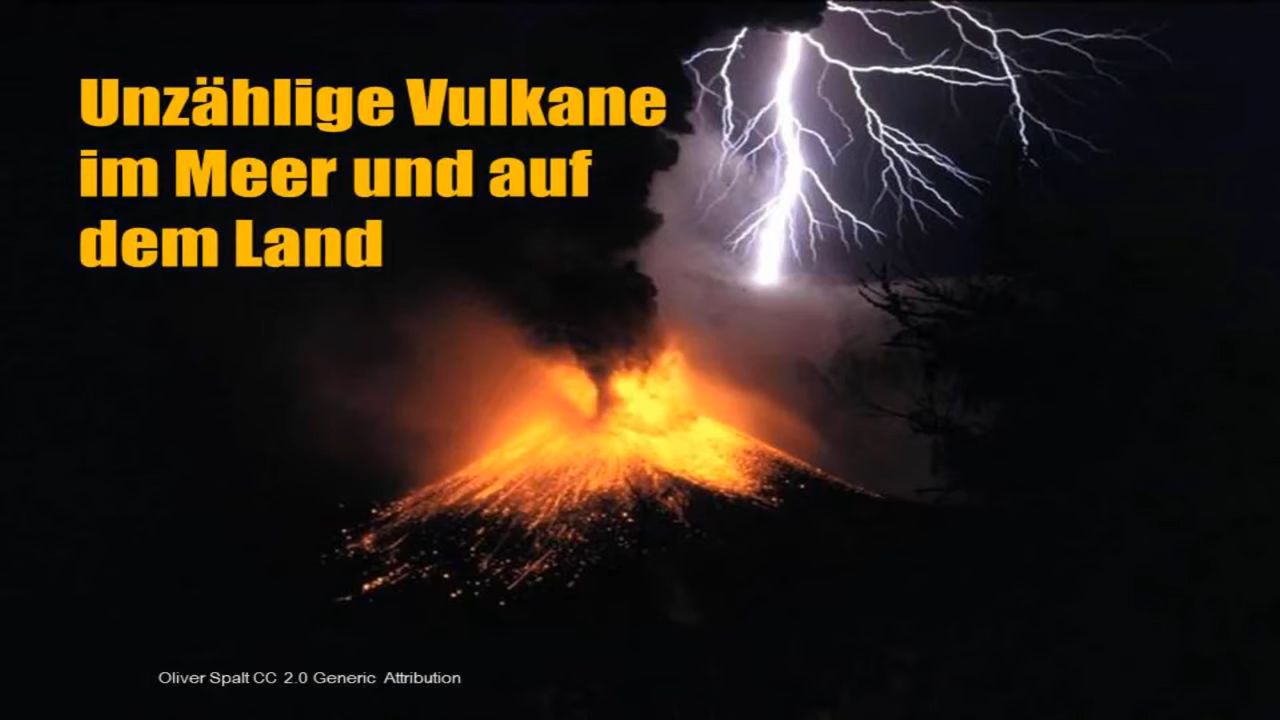 Unzählige Vulkane
im Meer und auf
dem Land
Oliver Spalt CC 2.0 Generic Attribution